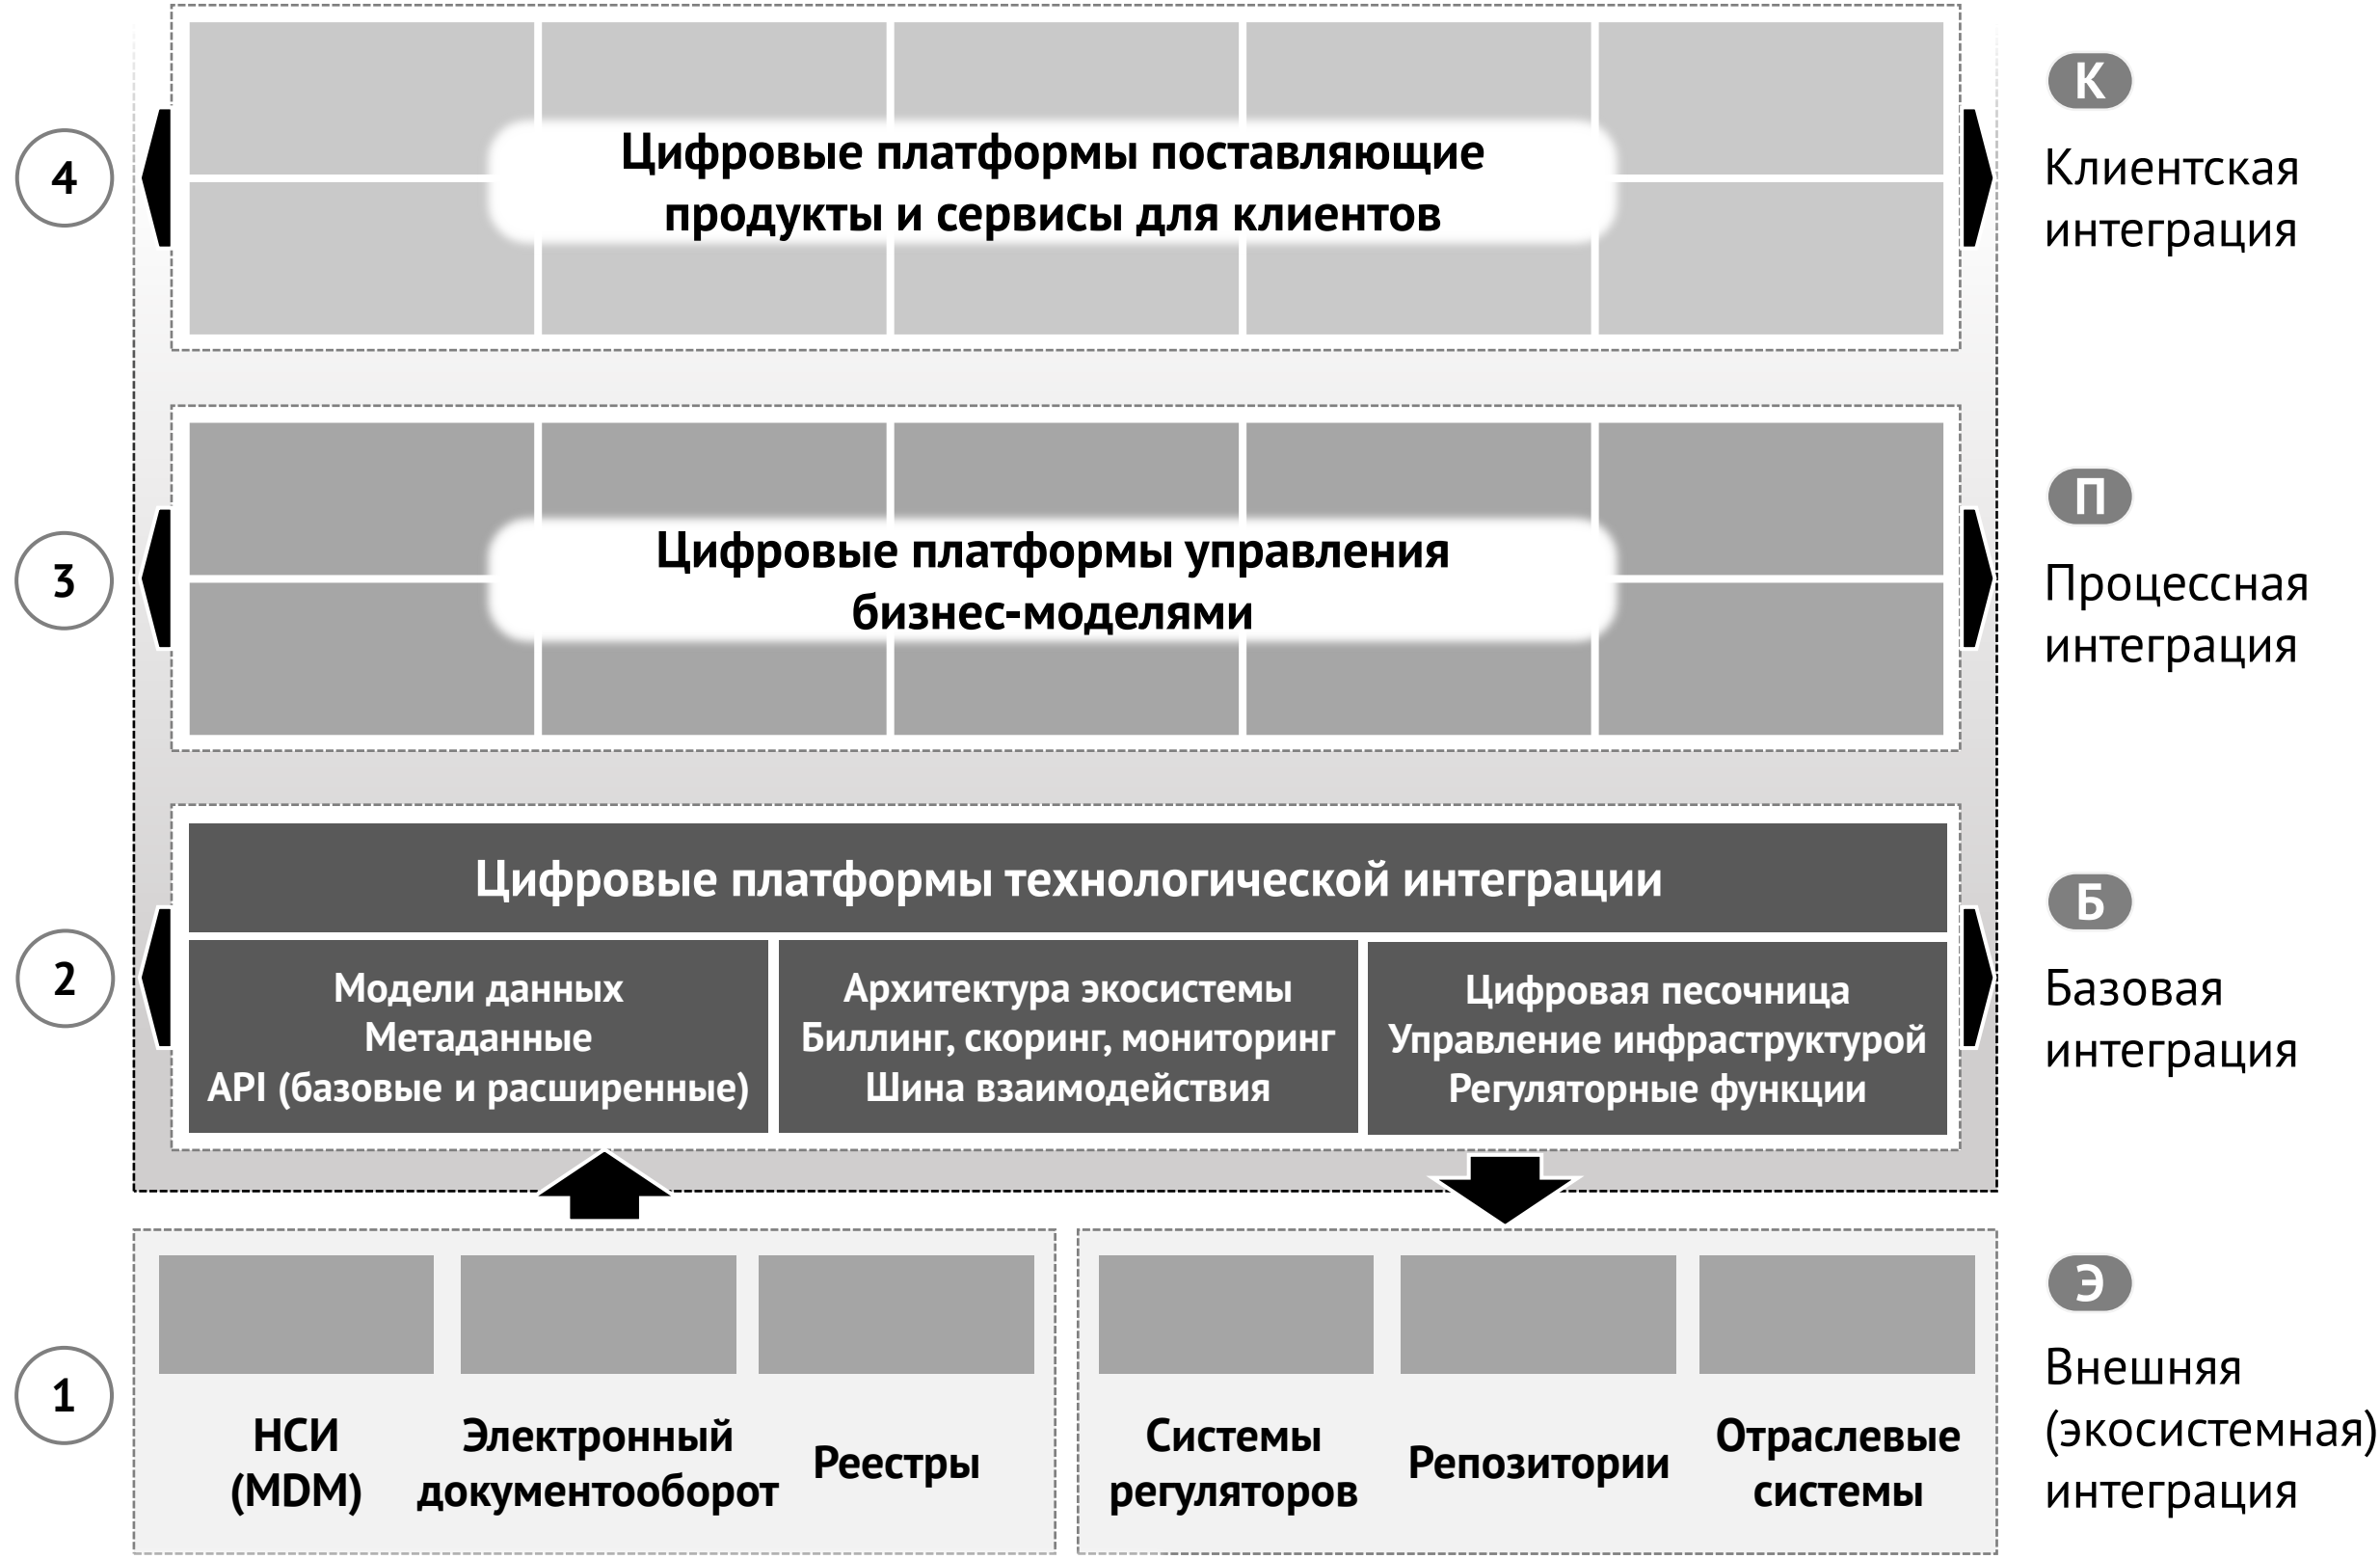 4
Цифровые платформы поставляющие
продукты и сервисы для клиентов
К
Клиентская
интеграция
3
Цифровые платформы управления
бизнес-моделями
П
Процессная
интеграция
2
Цифровые платформы технологической интеграции
Модели данных
Метаданные
API (базовые и расширенные)
Архитектура экосистемы
Биллинг, скоринг, мониторинг
Шина взаимодействия
Цифровая песочница
Управление инфраструктурой
Регуляторные функции
Б
Базовая
интеграция
1
НСИ
(MDM)
Электронный
документооборот
Реестры
Системы
регуляторов
Репозитории
Отраслевые
системы
Э
Внешняя
(экосистемная)
интеграция